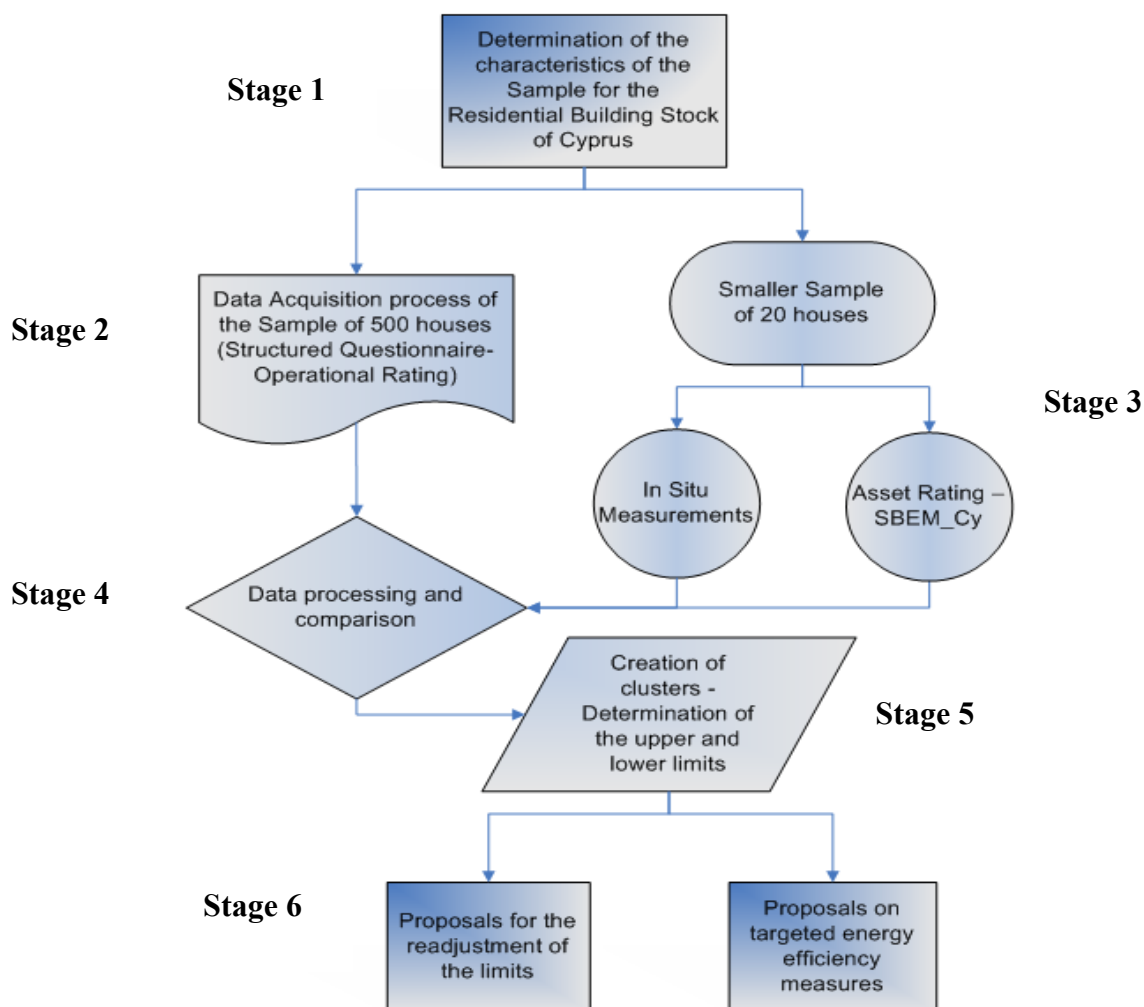 Stage 1
Determination of the
characteristics of the
Sample for the
Residential Building Stock
of Cyprus
Stage 2
Data Acquisition process of
the Sample of 500 houses
(Structured Questionnaire-
Operational Rating)
Smaller Sample
of 20 houses
Stage 3
In Situ
Measurements
Asset Rating –
SBEM_Cy
Stage 4
Data processing and
comparison
Creation of
clusters -
Determination of
the upper and
lower limits
Stage 5
Stage 6
Proposals for the
readjustment of
the limits
Proposals on
targeted energy
efficiency
measures